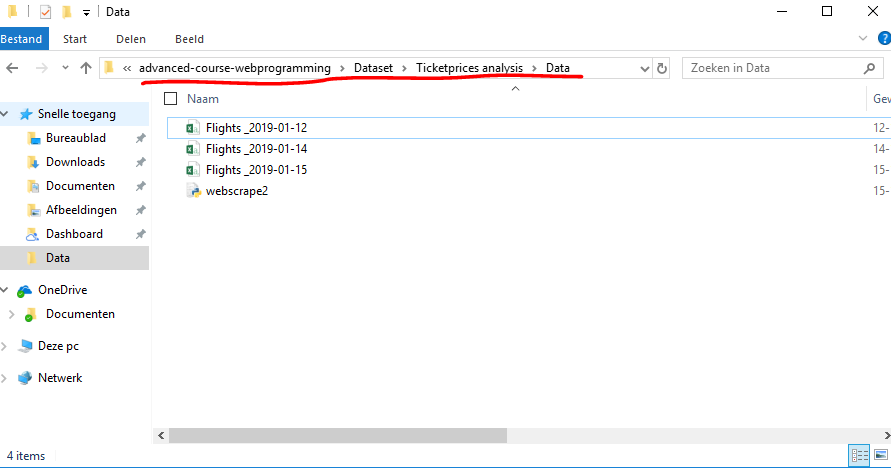 Data
Bestand Start Delen Beeld
« advanced-course-webprogramming > Dataset > Ticketprices analysis > Data
Zoeken in Data
Naam
Gew
Snelle toegang
Bureaublad
Downloads
Documenten
Afbeeldingen
Dashboard
Data
OneDrive
Documenten
Deze pc
Netwerk
Flights _2019-01-12 12-
Flights _2019-01-14 14-
Flights _2019-01-15 15-
webscrape2 15-
4 items